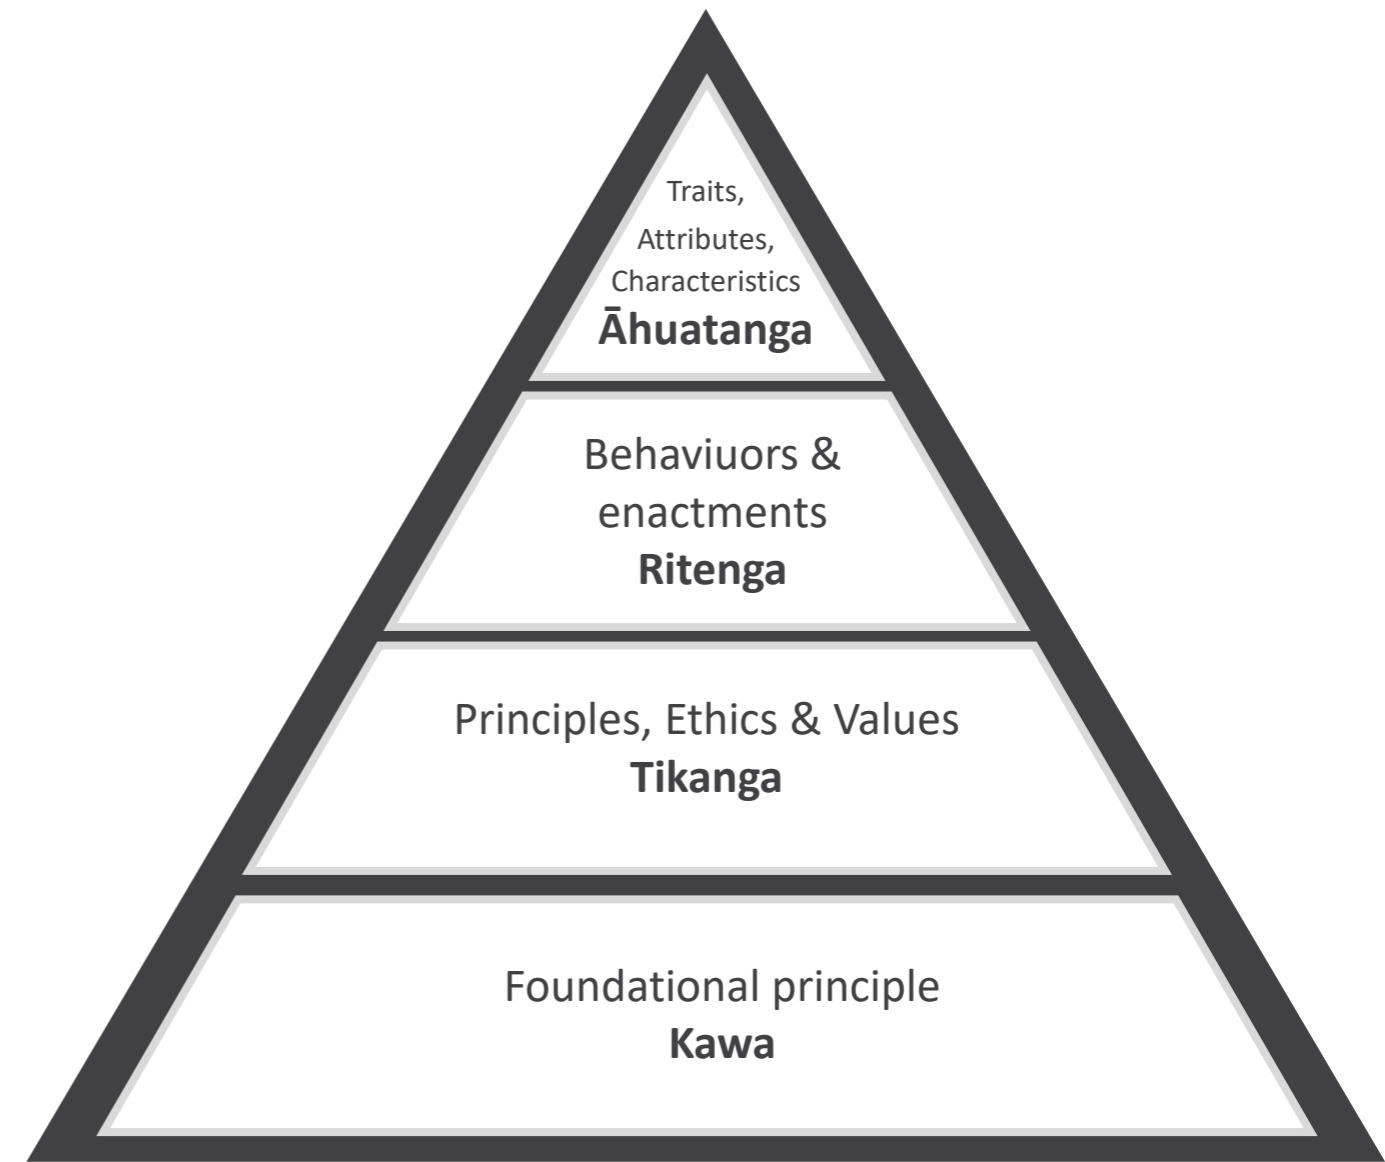 Traits,
Attributes,
Characteristics
Āhuatanga
Behaviuors &
enactments
Ritenga
Principles, Ethics & Values
Tikanga
Foundational principle
Kawa